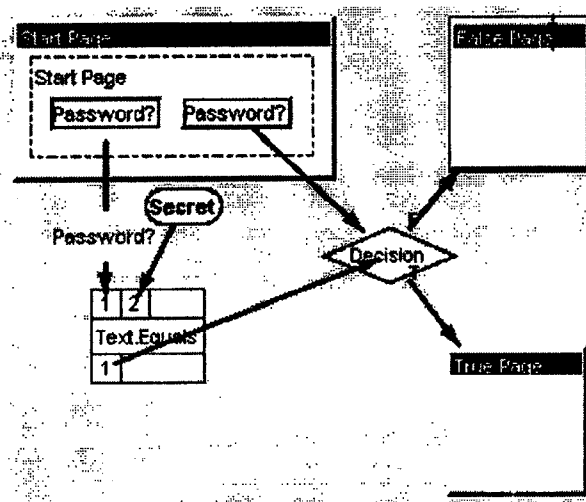 Start Page
False Page
Start Page
Password?
Password?
Secret
Password?
F
Decision
T
1 2
Text.Equals
1
True Page